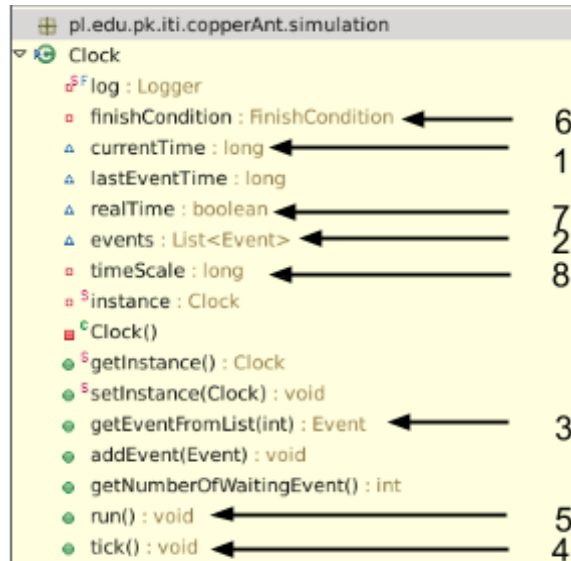 pl.edu.pk.iti.copperAnt.simulation
Clock
SF log : Logger
finishCondition : FinishCondition 6
currentTime : long 1
lastEventTime : long
realTime : boolean 7
events : List<Event> 2
timeScale : long 8
S instance : Clock
C Clock()
S getInstance() : Clock
S setInstance(Clock) : void
getEventFromList(int) : Event 3
addEvent(Event) : void
getNumberOfWaitingEvent() : int
run() : void 5
tick() : void 4